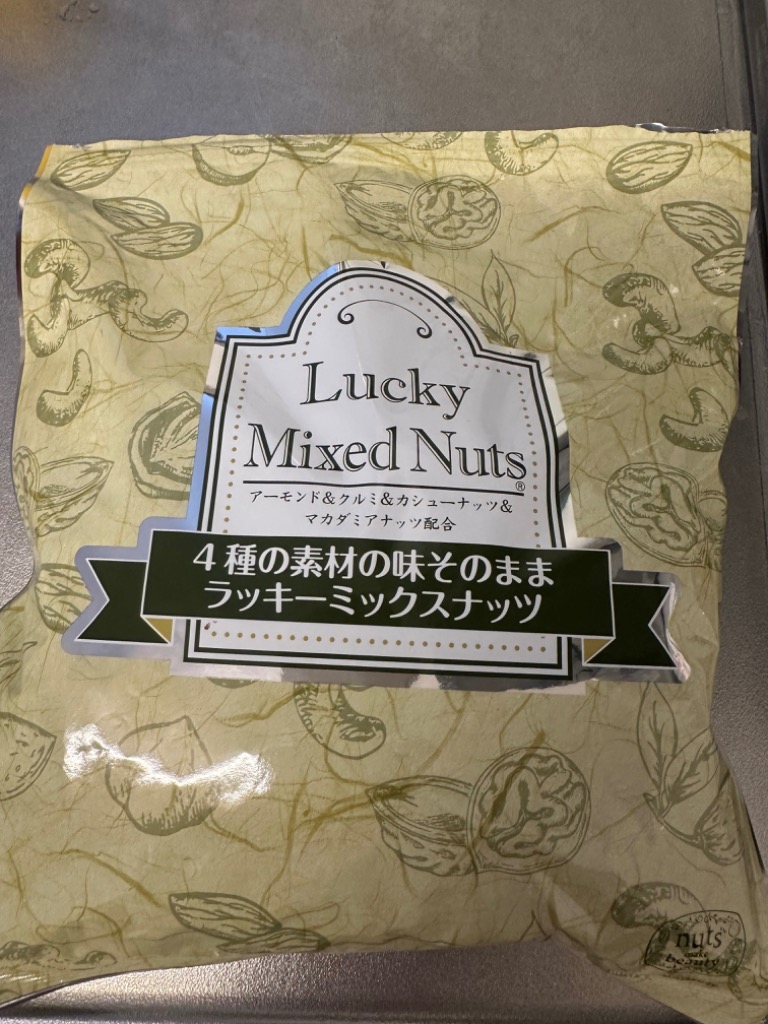 Lucky
Mixed Nuts®
アーモンド&クルミ&カシューナッツ&
マカダミアナッツ配合
4種の素材の味そのまま
ラッキーミックスナッツ
nuts
make
beauty